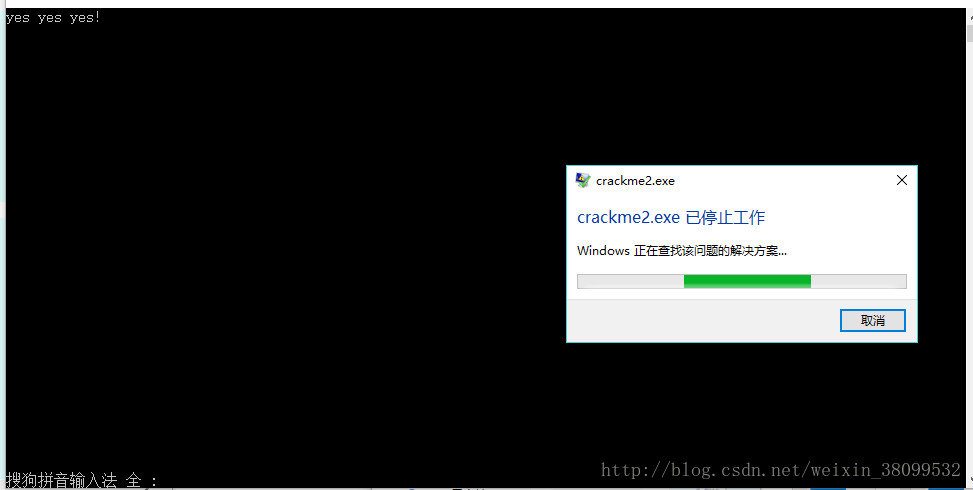 yes yes yes!
crackme2.exe
crackme2.exe 已停止工作
Windows 正在查找该问题的解决方案...
取消
http://blog.csdn.net/weixin_38099532
搜狗拼音输入法 全 :